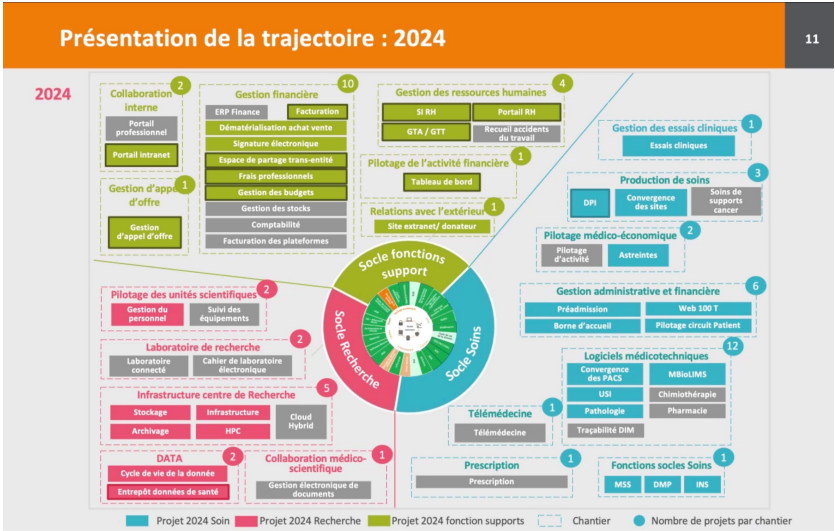 Présentation de la trajectoire : 2024
11
2024
Collaboration
interne
2
Portail
professionnel
Portail intranet
Gestion d'appel
d'offre
1
Gestion
d'appel d'offre
Gestion financière
10
ERP Finance
Facturation
Dématérialisation achat vente
Signature électronique
Espace de partage trans-entité
Frais professionnels
Gestion des budgets
Gestion des stocks
Comptabilité
Facturation des plateformes
Gestion des ressources humaines
4
SI RH
Portail RH
GTA / GTT
Recueil accidents
du travail
Pilotage de l'activité financière
1
Tableau de bord
Relations avec l'extérieur
1
Site extranet/ donateur
Gestion des essais cliniques
1
Essais cliniques
Production de soins
3
DPI
Convergence
des sites
Soins de
supports
cancer
Pilotage médico-économique
2
Pilotage
d'activité
Astreintes
Gestion administrative et financière
6
Préadmission
Web 100 T
Borne d'accueil
Pilotage circuit Patient
Logiciels médicotechniques
12
Convergence
des PACS
MBioLIMS
USI
Chimiothérapie
Pathologie
Pharmacie
Traçabilité DIM
Socle fonctions
support
Socle Recherche
Socle Soins
Pilotage des unités scientifiques
2
Gestion du
personnel
Suivi des
équipements
Laboratoire de recherche
2
Laboratoire
connecté
Cahier de laboratoire
électronique
Infrastructure centre de Recherche
5
Stockage
Infrastructure
Cloud
Hybrid
Archivage
HPC
DATA
2
Cycle de vie de la donnée
Entrepôt données de santé
Collaboration médico-
scientifique
1
Gestion électronique de
documents
Télémédecine
1
Télémédecine
Prescription
1
Prescription
Fonctions socles Soins
1
MSS
DMP
INS
Projet 2024 Soin
Projet 2024 Recherche
Projet 2024 fonction supports
Chantier
Nombre de projets par chantier